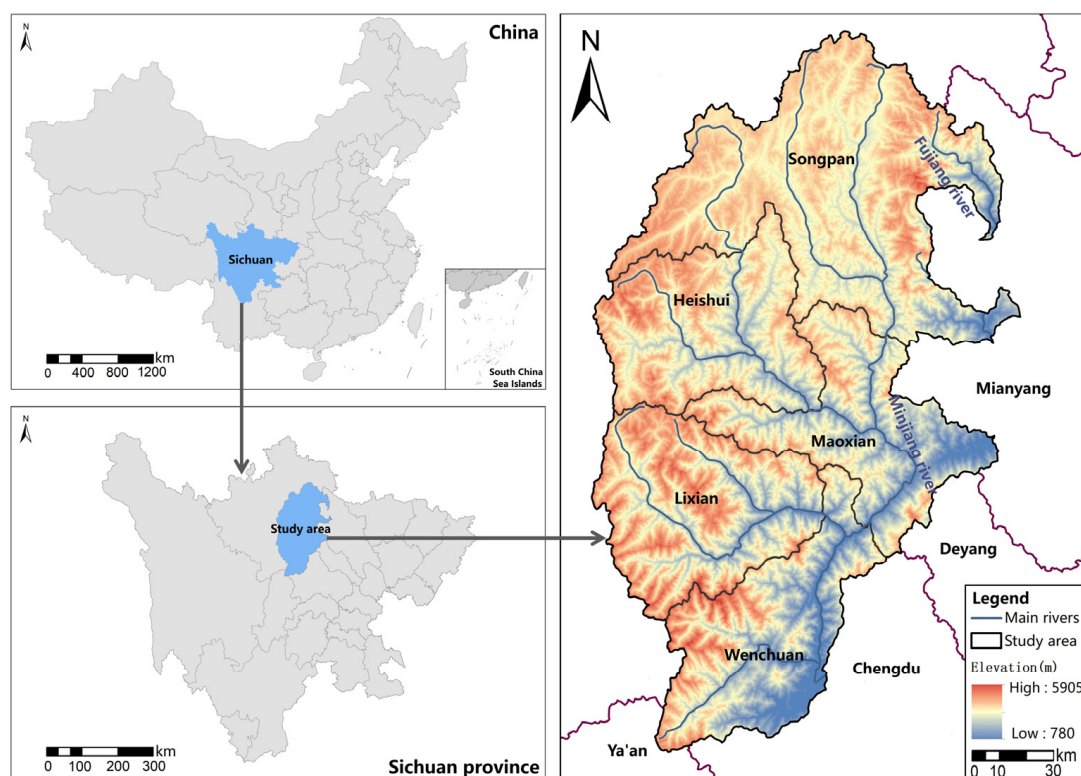 N
China
Sichuan
km
0 400 800 1200
South China
Sea Islands
N
Study area
km
0 100 200 300
Sichuan province
N
Songpan
Fujiang river
Heishui
Mianyang
Minjiang river
Maoxian
Lixian
Deyang
Wenchuan
Chengdu
Ya'an
Legend
Main rivers
Study area
Elevation(m)
High : 5905
Low : 780
km
0 10 30